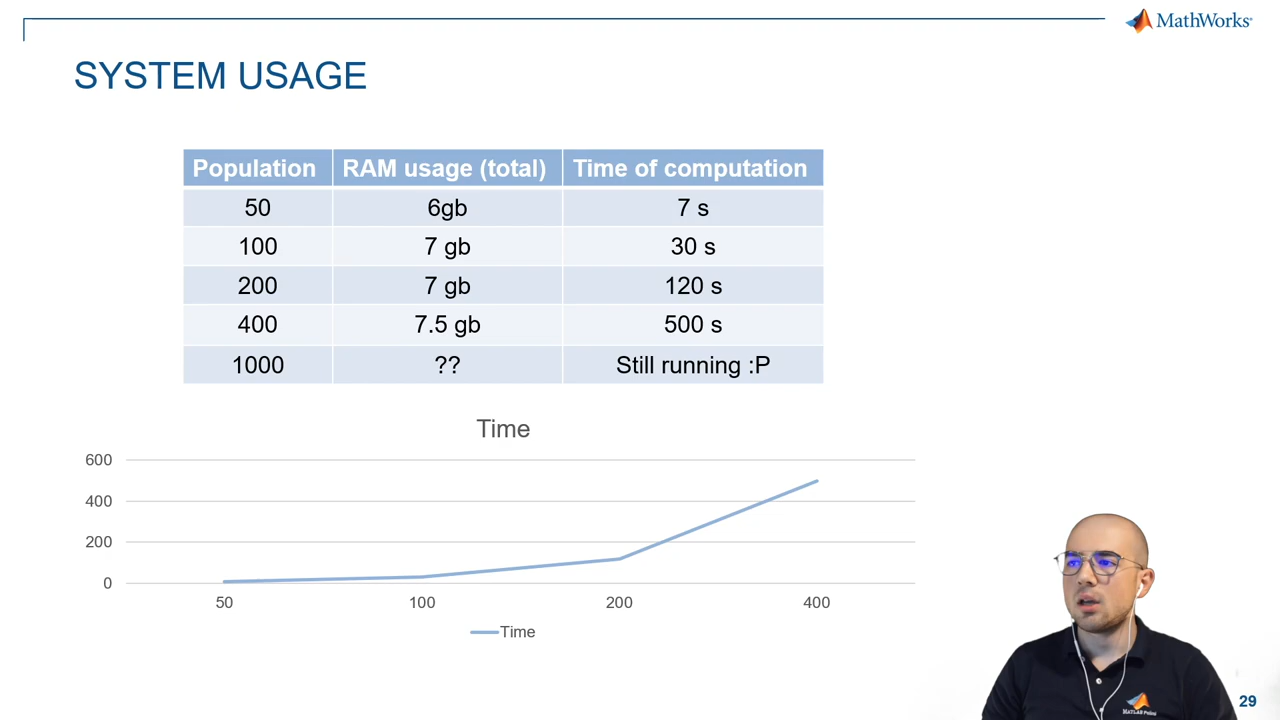 MathWorks®
SYSTEM USAGE
Population RAM usage (total) Time of computation
50 6gb 7 s
100 7 gb 30 s
200 7 gb 120 s
400 7.5 gb 500 s
1000 ?? Still running :P
Time
600
400
200
0
50 100 200 400
Time
MATLAB
29